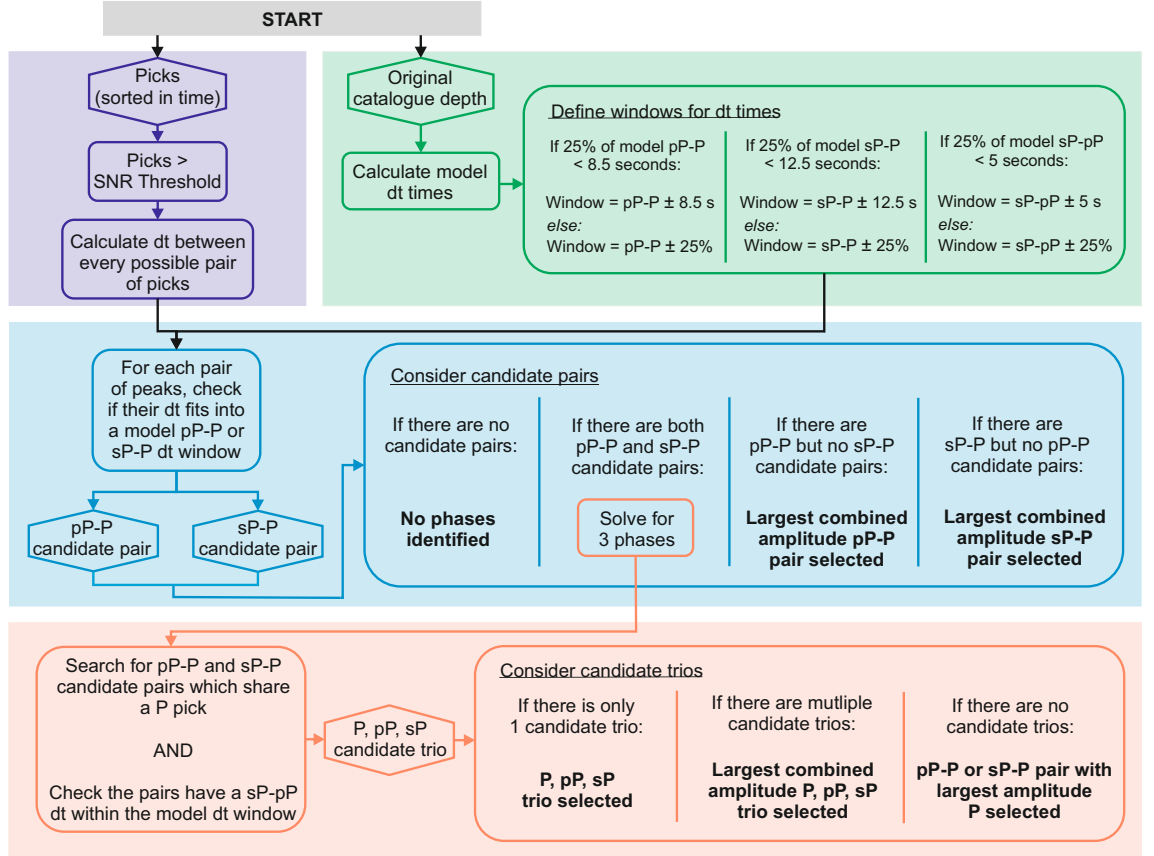 START
Picks
(sorted in time)
Picks >
SNR Threshold
Calculate dt between
every possible pair
of picks
Original
catalogue depth
Calculate model
dt times
Define windows for dt times
If 25% of model pP-P
< 8.5 seconds:
Window = pP-P ± 8.5 s
else:
Window = pP-P ± 25%
If 25% of model sP-P
< 12.5 seconds:
Window = sP-P ± 12.5 s
else:
Window = sP-P ± 25%
If 25% of model sP-pP
< 5 seconds:
Window = sP-pP ± 5 s
else:
Window = sP-pP ± 25%
For each pair
of peaks, check
if their dt fits into
a model pP-P or
sP-P dt window
pP-P
candidate pair
sP-P
candidate pair
Consider candidate pairs
If there are no
candidate pairs:
No phases
identified
If there are both
pP-P and sP-P
candidate pairs:
Solve for
3 phases
If there are
pP-P but no sP-P
candidate pairs:
Largest combined
amplitude pP-P
pair selected
If there are
sP-P but no pP-P
candidate pairs:
Largest combined
amplitude sP-P
pair selected
Search for pP-P and sP-P
candidate pairs which share
a P pick
AND
Check the pairs have a sP-pP
dt within the model dt window
P, pP, sP
candidate trio
Consider candidate trios
If there is only
1 candidate trio:
P, pP, sP
trio selected
If there are mutliple
candidate trios:
Largest combined
amplitude P, pP, sP
trio selected
If there are no
candidate trios:
pP-P or sP-P pair with
largest amplitude
P selected